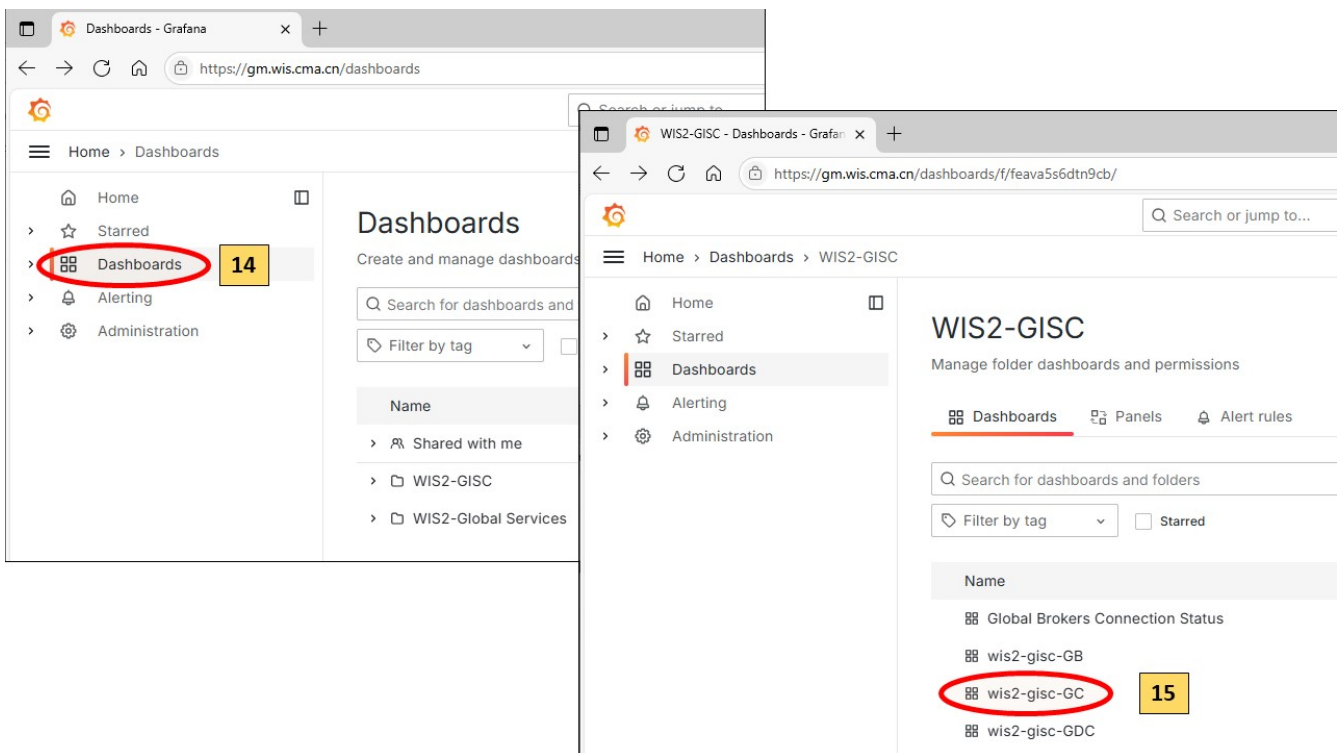 Dashboards - Grafana
https://gm.wis.cma.cn/dashboards
Search or jump to
Home › Dashboards
Home
Starred
Dashboards
14
Alerting
Administration
Dashboards
Create and manage dashboards
Search for dashboards and
Filter by tag
Name
Shared with me
WIS2-GISC
WIS2-Global Services
WIS2-GISC - Dashboards - Grafan
https://gm.wis.cma.cn/dashboards/f/feava5s6dtn9cb/
Search or jump to...
Home › Dashboards › WIS2-GISC
Home
Starred
Dashboards
Alerting
Administration
WIS2-GISC
Manage folder dashboards and permissions
Dashboards Panels Alert rules
Search for dashboards and folders
Filter by tag Starred
Name
Global Brokers Connection Status
wis2-gisc-GB
wis2-gisc-GC 15
wis2-gisc-GDC